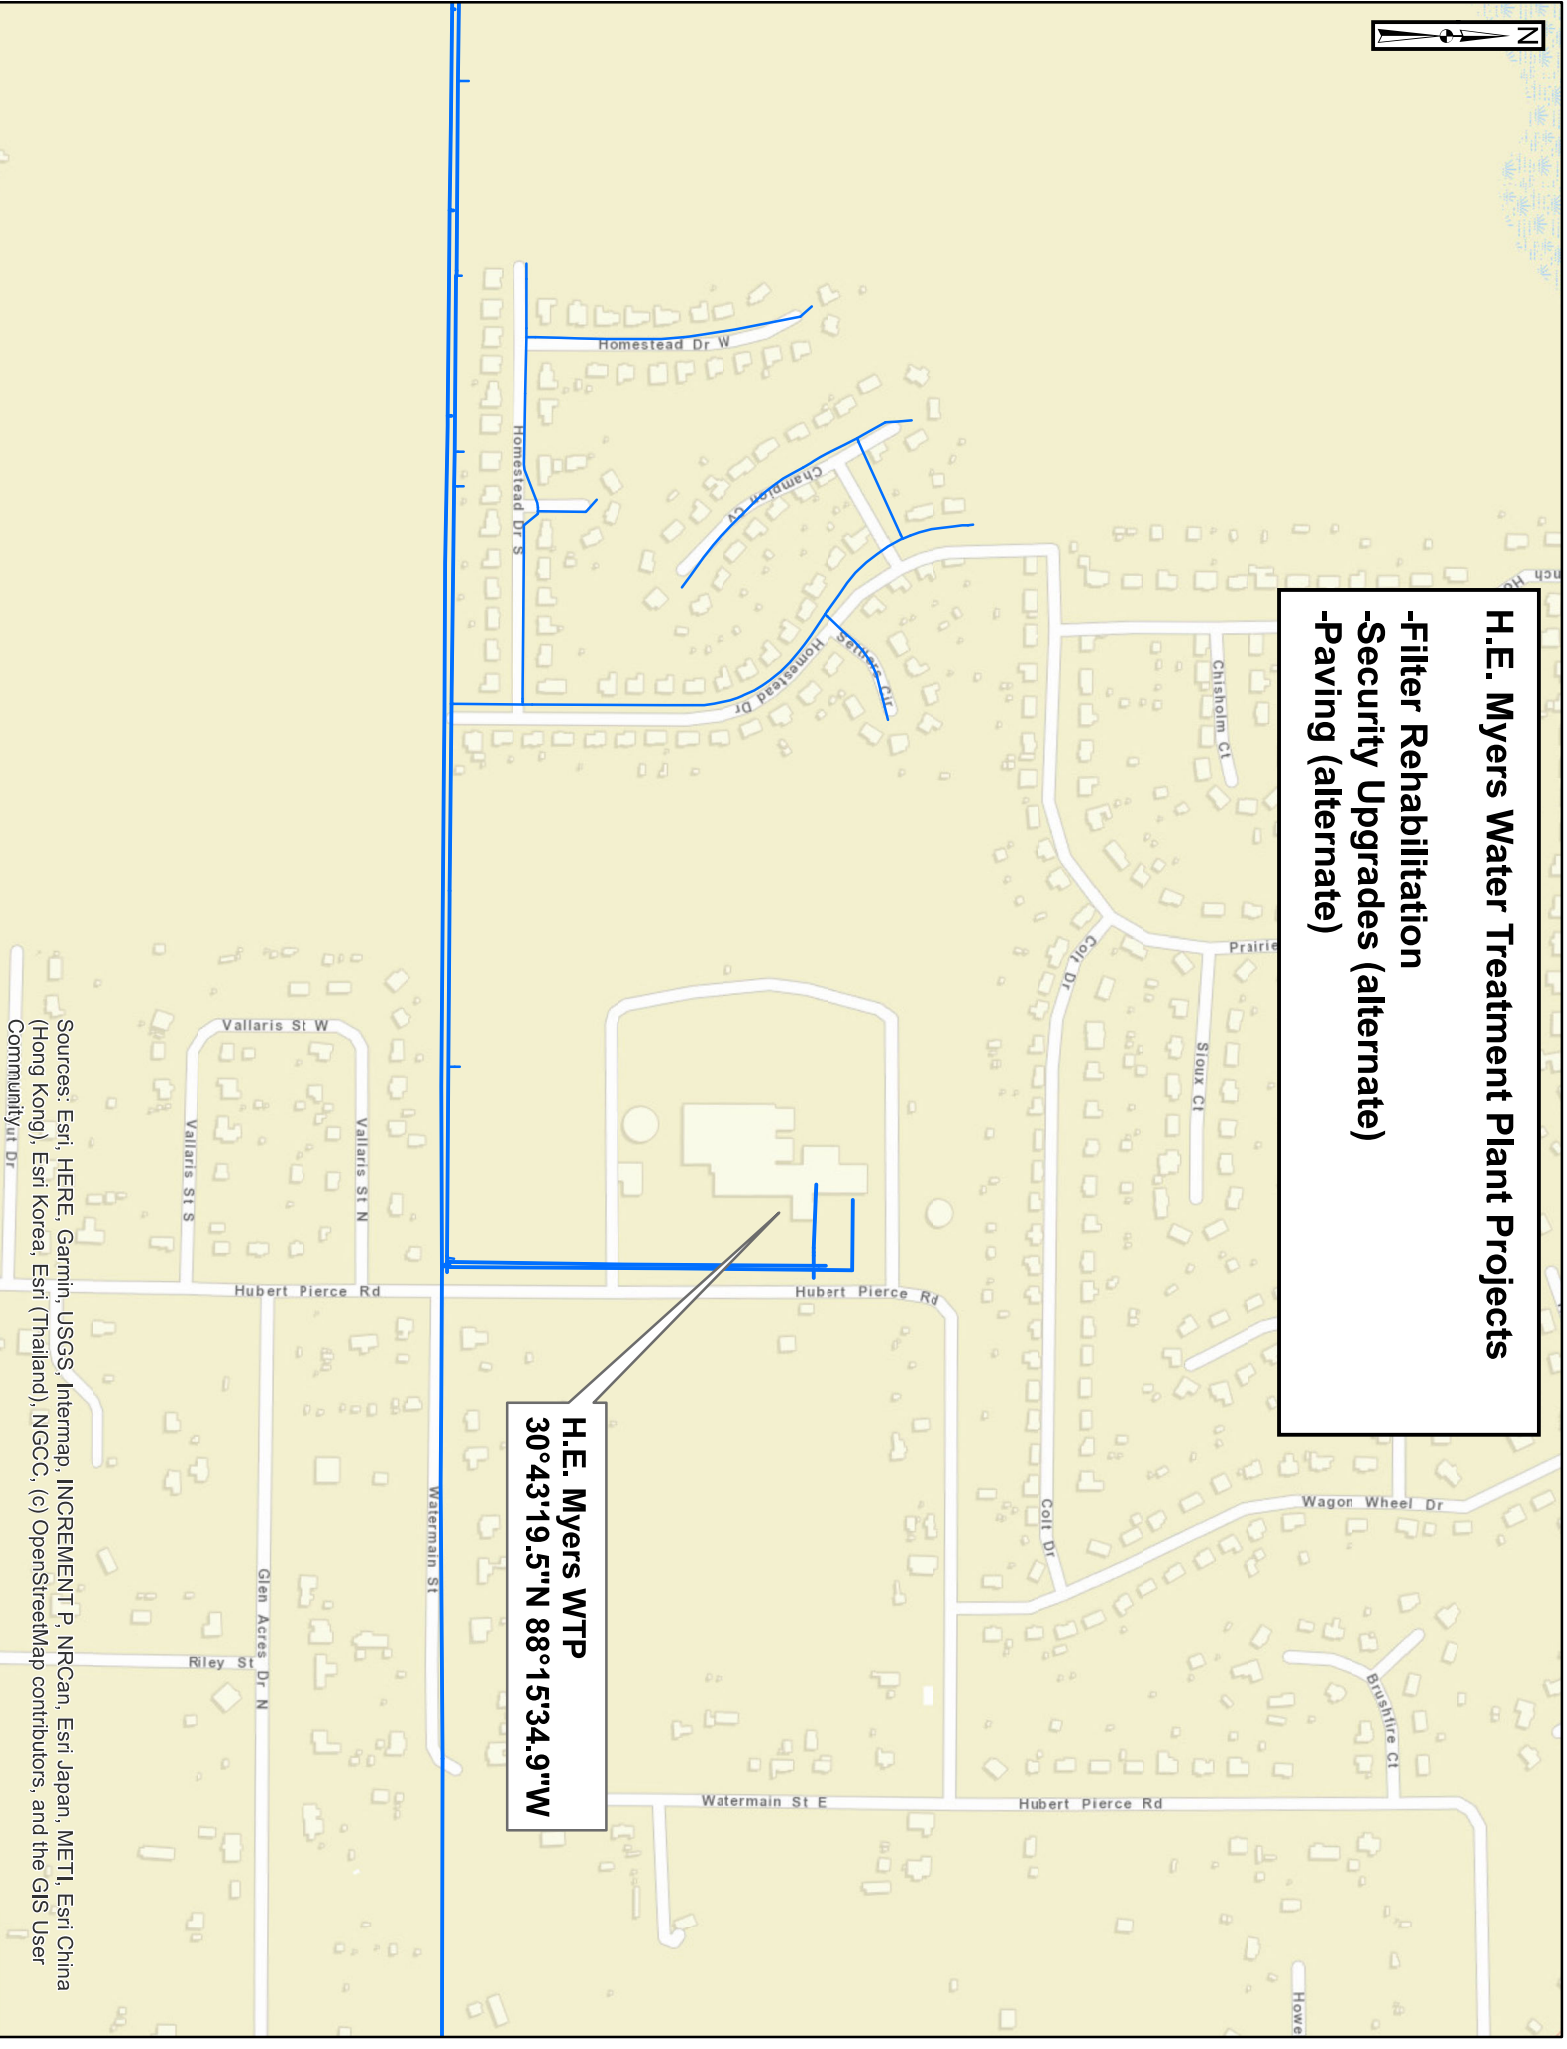 N
H.E. Myers Water Treatment Plant Projects
-Filter Rehabilitation
-Security Upgrades (alternate)
-Paving (alternate)
Homestead Dr W
Homestead Dr S
Champion Cv
Settlers Cir
Homestead Dr
Chisholm Ct
Prairie
Colt Dr
Sioux Ct
Colt Dr
Wagon Wheel Dr
Brushfire Ct
Hubert Pierce Rd
Hubert Pierce Rd
Watermain St E
Howe
H.E. Myers WTP
30°43'19.5"N 88°15'34.9"W
Vallaris St W
Vallaris St N
Vallaris St S
Hubert Pierce Rd
Watermain St
Glen Acres Dr N
Riley St
ut Dr
Sources: Esri, HERE, Garmin, USGS, Intermap, INCREMENT P, NRCan, Esri Japan, METI, Esri China
(Hong Kong), Esri Korea, Esri (Thailand), NGCC, (c) OpenStreetMap contributors, and the GIS User
Community